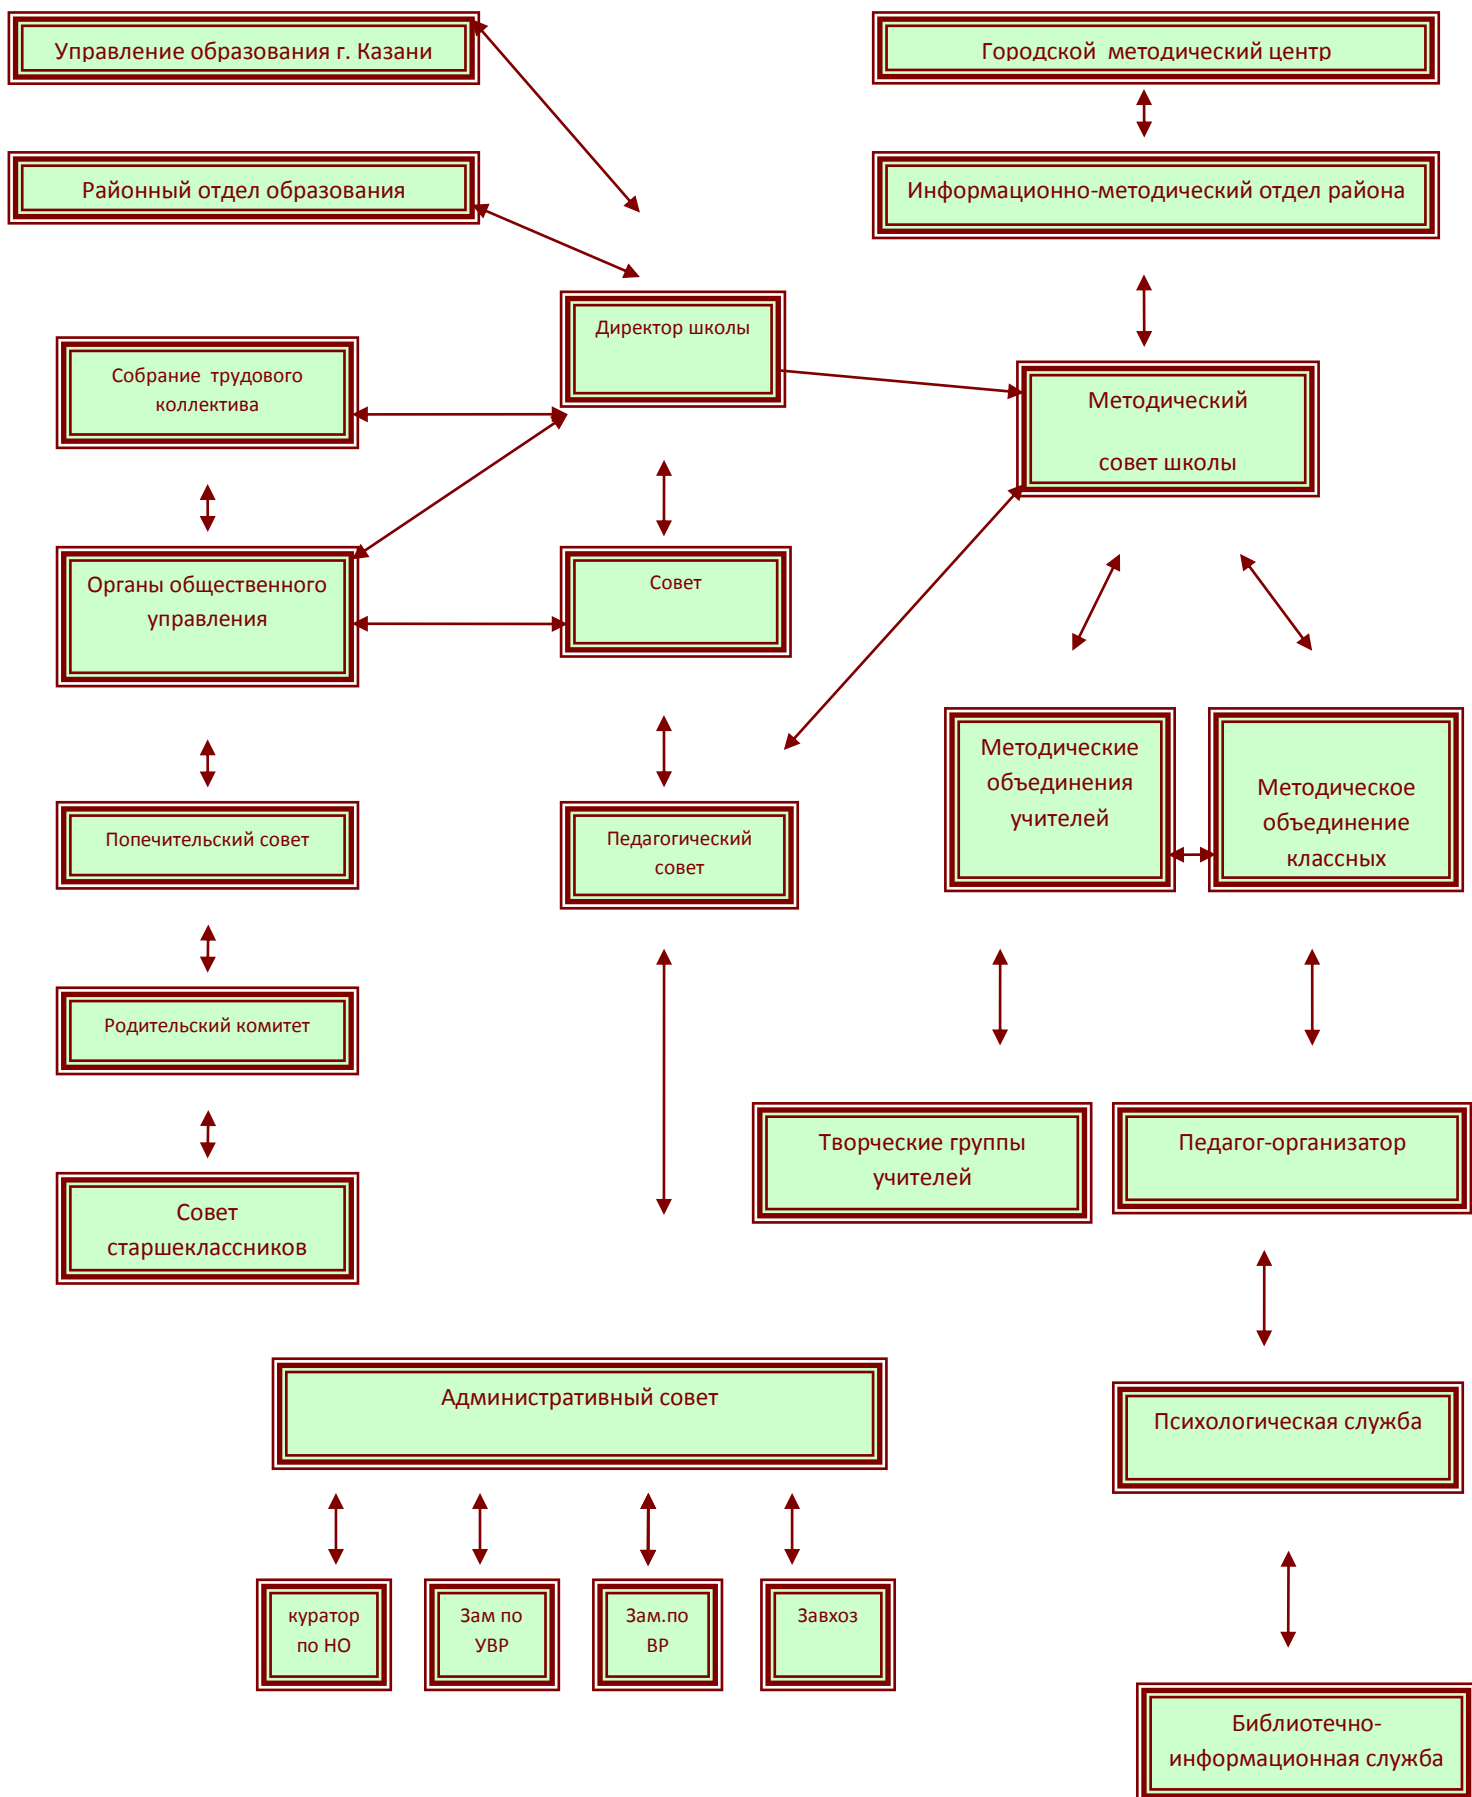 Управление образования г. Казани
Городской методический центр
Районный отдел образования
Информационно-методический отдел района
Директор школы
Собрание трудового
коллектива
Методический
совет школы
Органы общественного
управления
Совет
Методические
объединения
учителей
Методическое
объединение
классных
Попечительский совет
Педагогический
совет
Родительский комитет
Творческие группы
учителей
Педагог-организатор
Совет
старшеклассников
Административный совет
Психологическая служба
куратор
по НО
Зам по
УВР
Зам.по
ВР
Завхоз
Библиотечно-
информационная служба